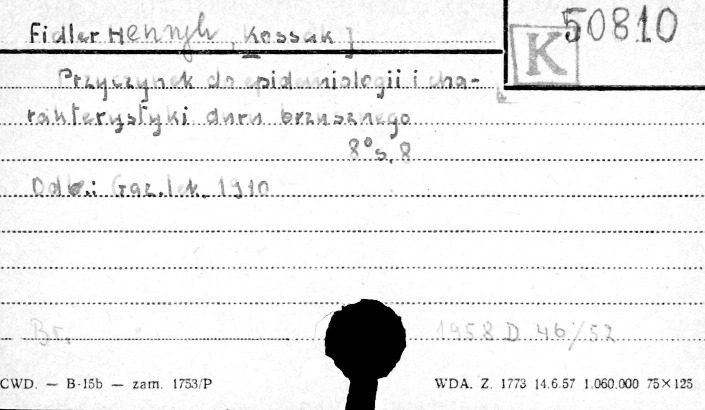 Fidler Henryk, Kossak J
50810
K
Przyczynek do epidemiologii i cha-
rakterystyki duru brzusznego
8° s. 8
Odb.: Gaz. lek. 1910
Br. 1958 D 46/52
CWD. — B-15b — zam. 1753/P
WDA. Z. 1773 14.6.57 1.060.000 75×125